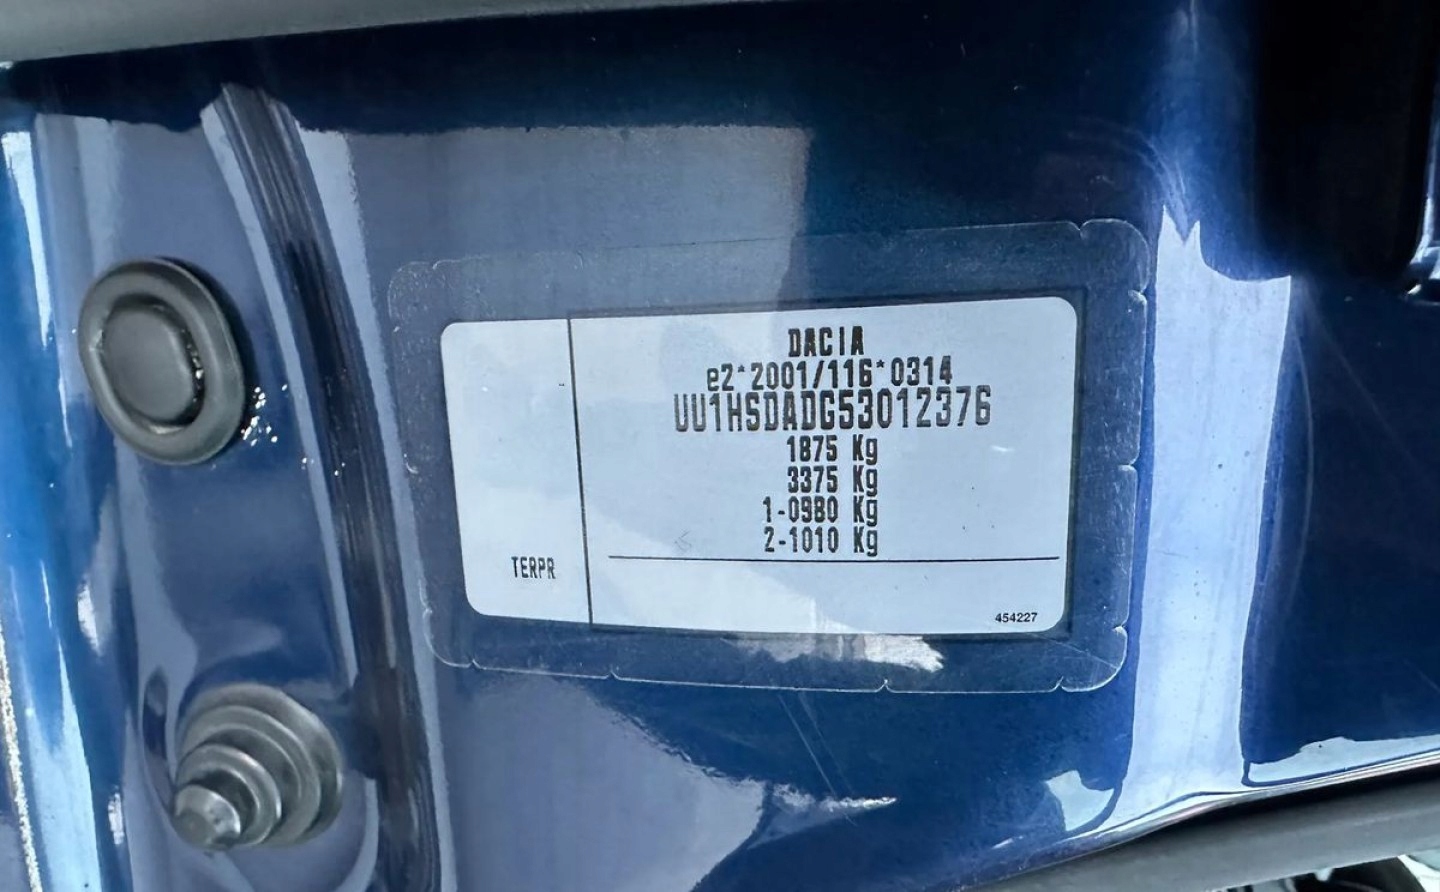 DACIA
e2*2001/116*0314
UU1HSDADG53012376
1875 Kg
3375 Kg
1-0980 Kg
2-1010 Kg
TERPR
454227